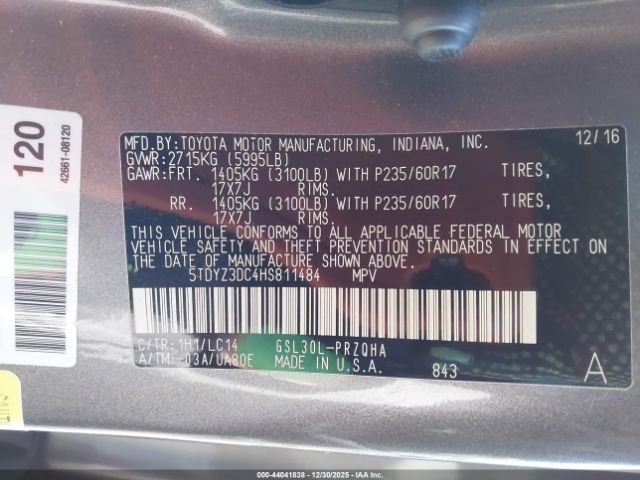 MFD.BY:TOYOTA MOTOR MANUFACTURING, INDIANA, INC. 12/16
GVWR:2715KG (5995LB)
GAWR:FRT. 1405KG (3100LB) WITH P235/60R17 TIRES,
17X7J RIMS.
RR. 1405KG (3100LB) WITH P235/60R17 TIRES,
17X7J RIMS.
THIS VEHICLE CONFORMS TO ALL APPLICABLE FEDERAL MOTOR
VEHICLE SAFETY AND THEFT PREVENTION STANDARDS IN EFFECT ON
THE DATE OF MANUFACTURE SHOWN ABOVE.
5TDYZ3DC4HS811484 MPV
C/TR:1H1/LC14 GSL30L-PRZQHA
A/TM:-03A/UA80E MADE IN U.S.A. 843 A
120
42661-08120
000-44041838 - 12/30/2025 - IAAI.COM